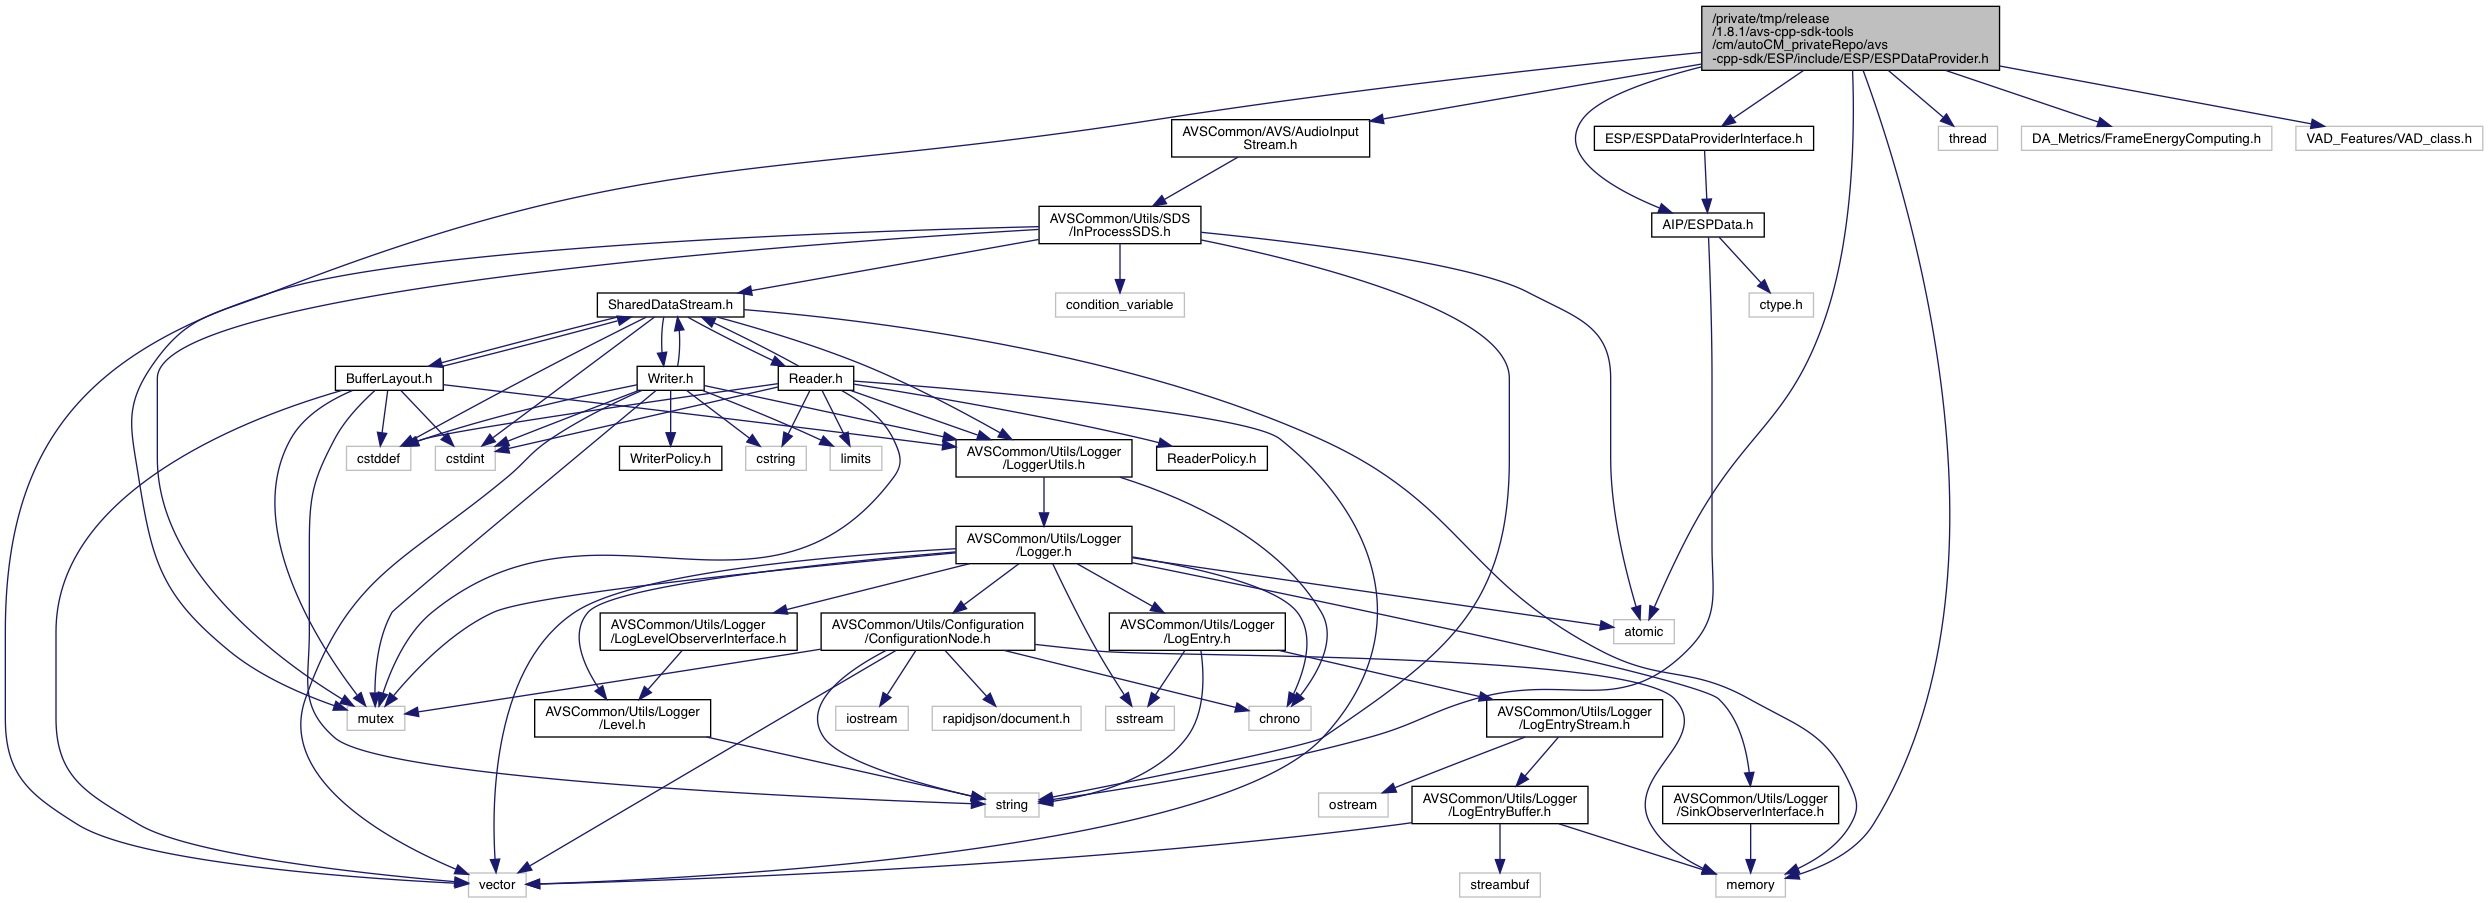 /private/tmp/release
/1.8.1/avs-cpp-sdk-tools
/cm/autoCM_privateRepo/avs
-cpp-sdk/ESP/include/ESP/ESPDataProvider.h
AVSCommon/AVS/AudioInput
Stream.h
ESP/ESPDataProviderInterface.h
thread
DA_Metrics/FrameEnergyComputing.h
VAD_Features/VAD_class.h
AVSCommon/Utils/SDS
/InProcessSDS.h
AIP/ESPData.h
SharedDataStream.h
condition_variable
ctype.h
BufferLayout.h
Writer.h
Reader.h
cstddef
cstdint
WriterPolicy.h
cstring
limits
AVSCommon/Utils/Logger
/LoggerUtils.h
ReaderPolicy.h
AVSCommon/Utils/Logger
/Logger.h
AVSCommon/Utils/Logger
/LogLevelObserverInterface.h
AVSCommon/Utils/Configuration
/ConfigurationNode.h
AVSCommon/Utils/Logger
/LogEntry.h
atomic
mutex
AVSCommon/Utils/Logger
/Level.h
iostream
rapidjson/document.h
sstream
chrono
AVSCommon/Utils/Logger
/LogEntryStream.h
string
ostream
AVSCommon/Utils/Logger
/LogEntryBuffer.h
AVSCommon/Utils/Logger
/SinkObserverInterface.h
vector
streambuf
memory